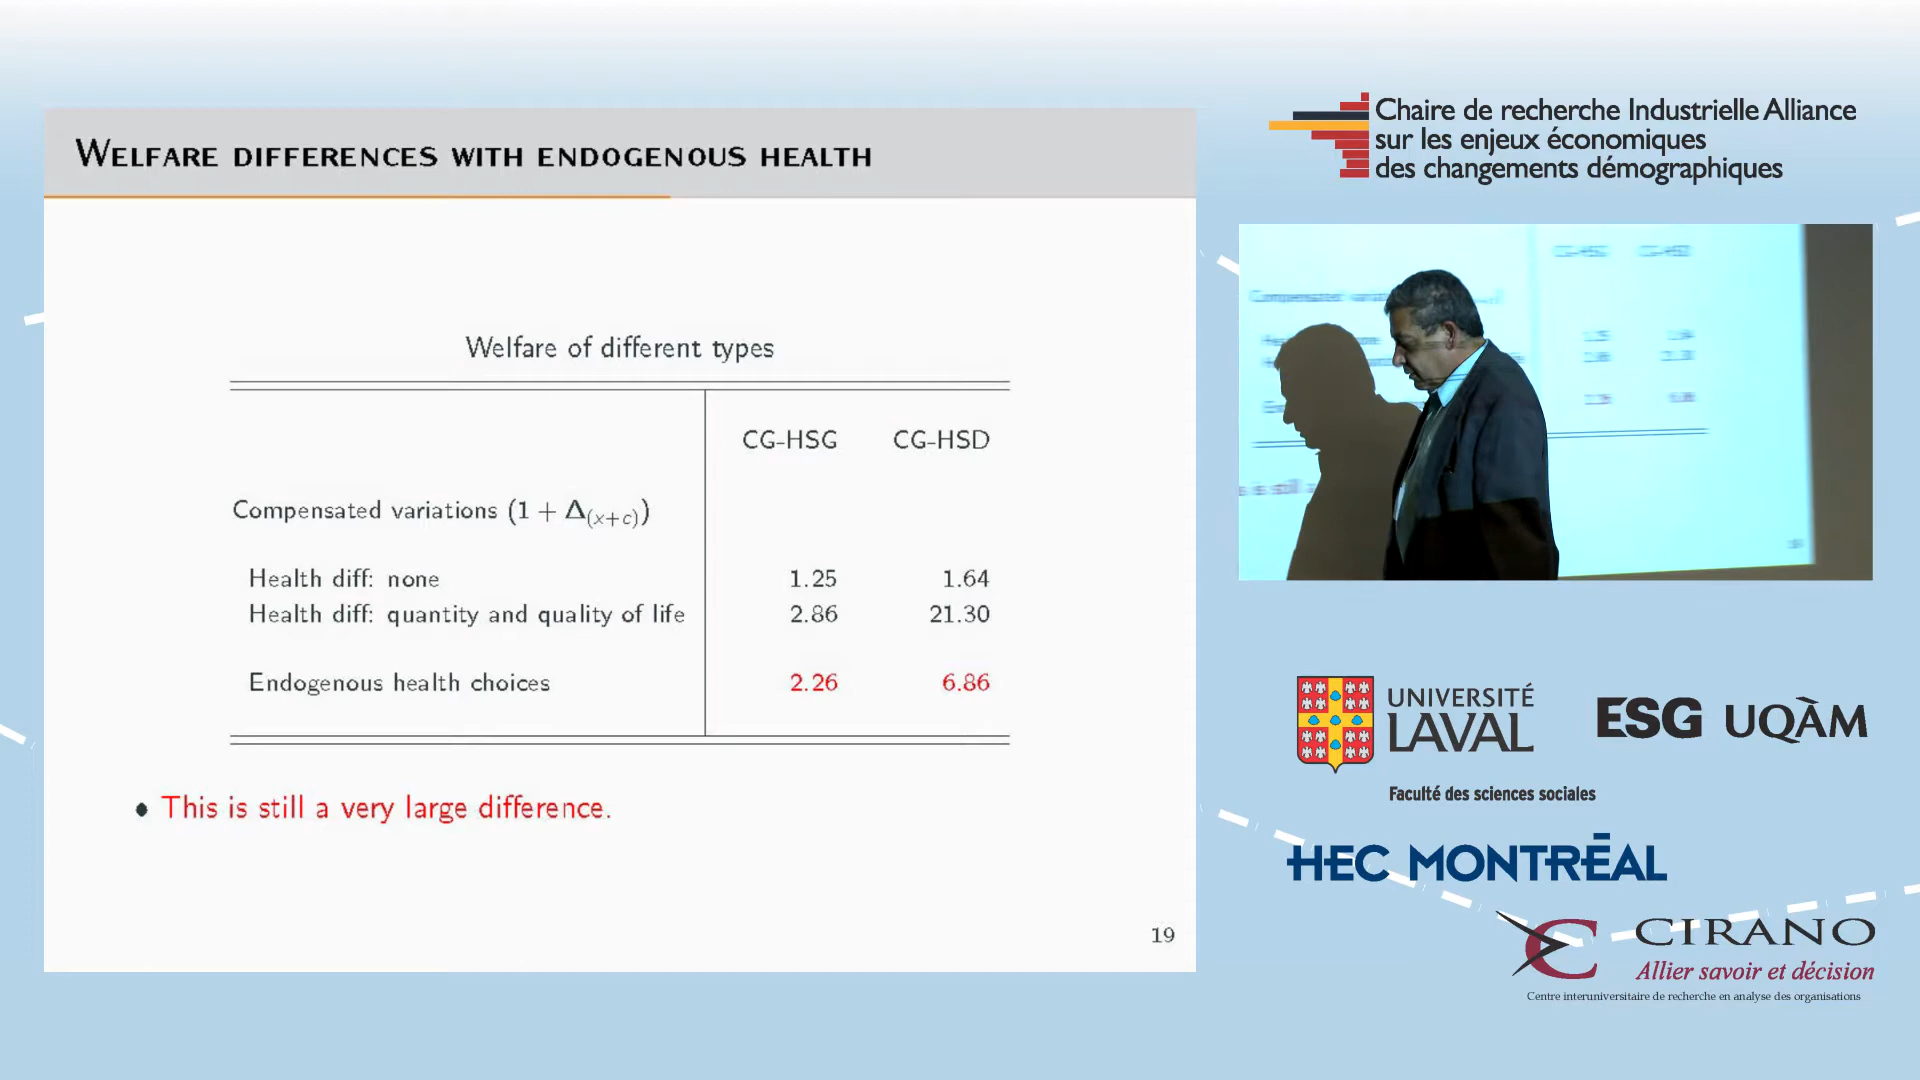 WELFARE DIFFERENCES WITH ENDOGENOUS HEALTH
Welfare of different types
CG-HSG CG-HSD
Compensated variations (1 + Δ(x+c))
Health diff: none 1.25 1.64
Health diff: quantity and quality of life 2.86 21.30
Endogenous health choices 2.26 6.86
• This is still a very large difference.
19
Chaire de recherche Industrielle Alliance
sur les enjeux économiques
des changements démographiques
CG-HSG CG-HSD
UNIVERSITÉ
LAVAL
Faculté des sciences sociales
ESG UQÀM
HEC MONTRÉAL
CIRANO
Allier savoir et décision
Centre interuniversitaire de recherche en analyse des organisations